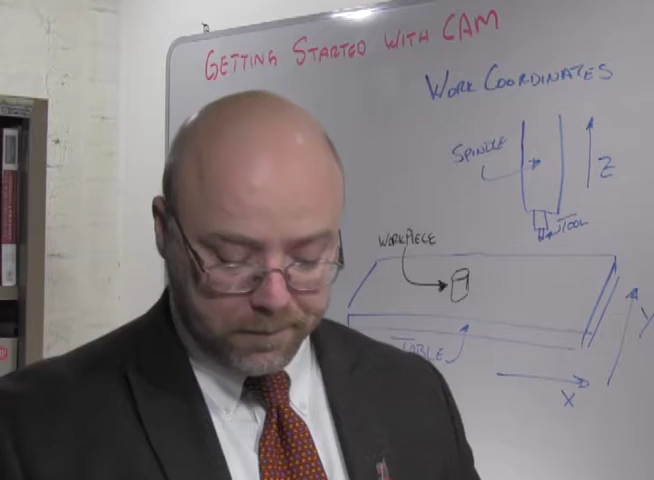 GETTING STARTED WITH CAM
WORK COORDINATES
SPINDLE
Z
TOOL
WORKPIECE
Y
TABLE
X